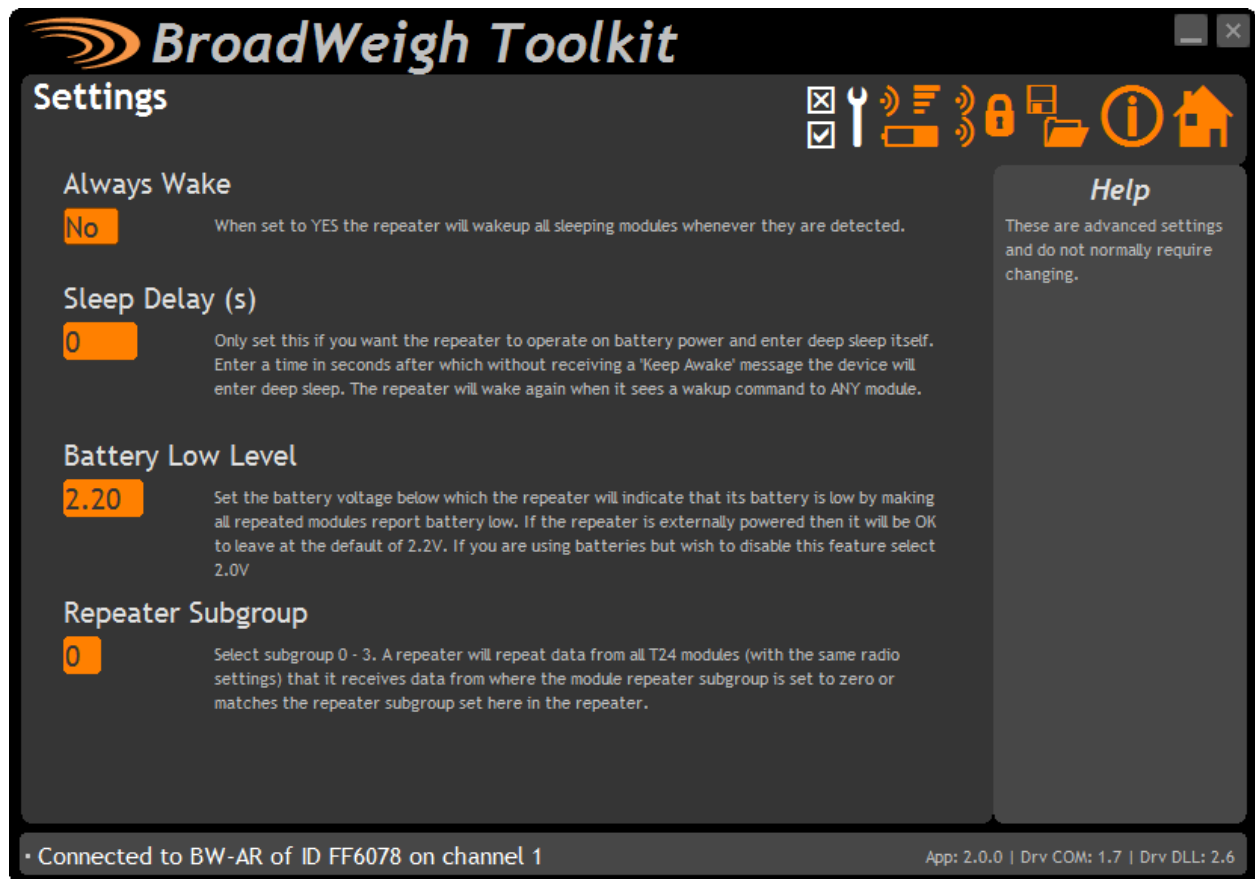 BroadWeigh Toolkit
Settings
Always Wake
No
When set to YES the repeater will wakeup all sleeping modules whenever they are detected.
Sleep Delay (s)
0
Only set this if you want the repeater to operate on battery power and enter deep sleep itself.
Enter a time in seconds after which without receiving a 'Keep Awake' message the device will
enter deep sleep. The repeater will wake again when it sees a wakup command to ANY module.
Battery Low Level
2.20
Set the battery voltage below which the repeater will indicate that its battery is low by making
all repeated modules report battery low. If the repeater is externally powered then it will be OK
to leave at the default of 2.2V. If you are using batteries but wish to disable this feature select
2.0V
Repeater Subgroup
0
Select subgroup 0 - 3. A repeater will repeat data from all T24 modules (with the same radio
settings) that it receives data from where the module repeater subgroup is set to zero or
matches the repeater subgroup set here in the repeater.
Help
These are advanced settings
and do not normally require
changing.
Connected to BW-AR of ID FF6078 on channel 1
App: 2.0.0 | Drv COM: 1.7 | Drv DLL: 2.6